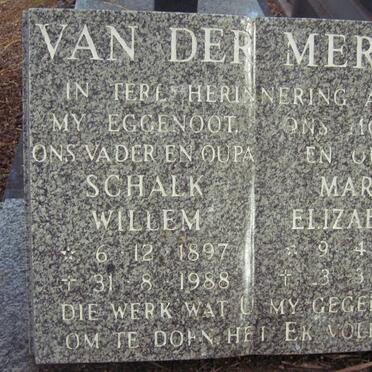 VAN DER MER
IN TERE HERINNERING A
MY EGGENOOT, ONS MO
ONS VADER EN OUPA EN O
SCHALK MAR
WILLEM ELIZAB
* 6 12 1897 * 9 4
† 31 8 1988 † 3 3
DIE WERK WAT U MY GEGEE
OM TE DOEN, HET EK VOL